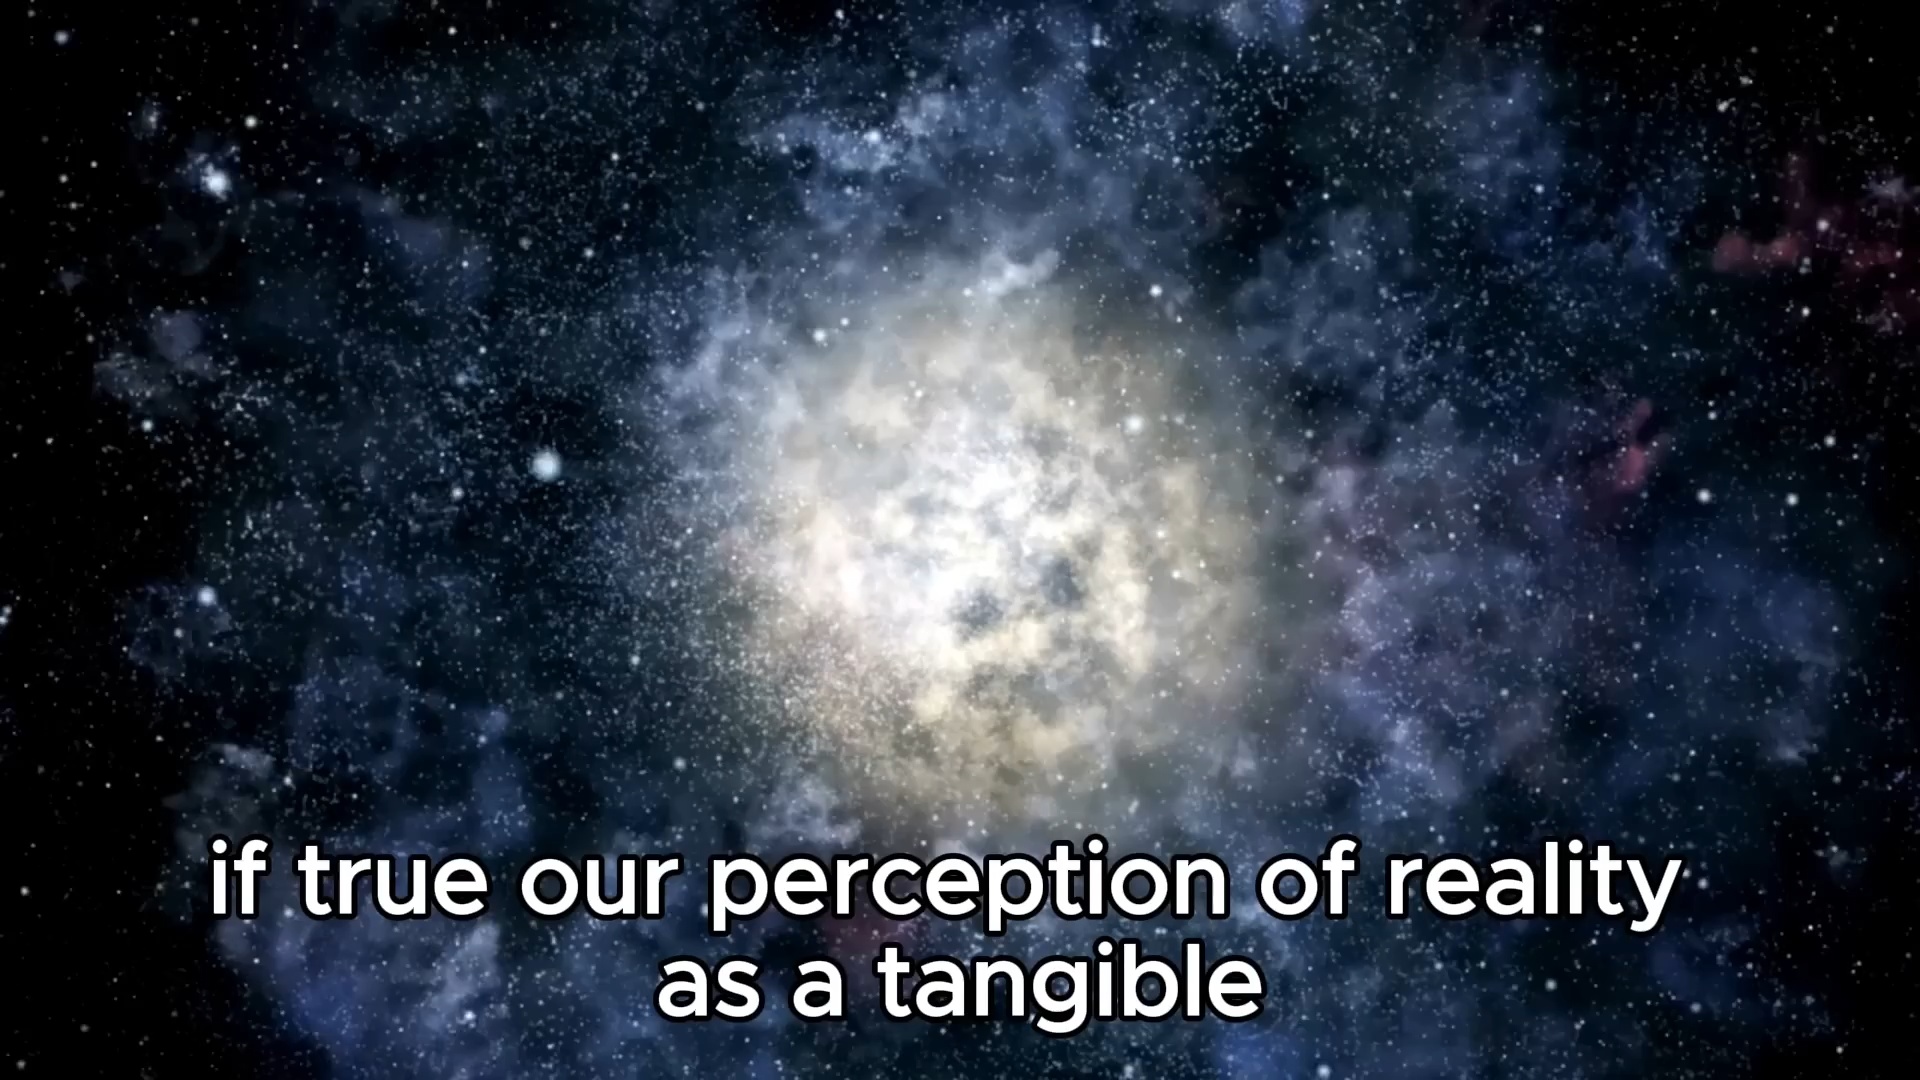 if true our perception of reality
as a tangible